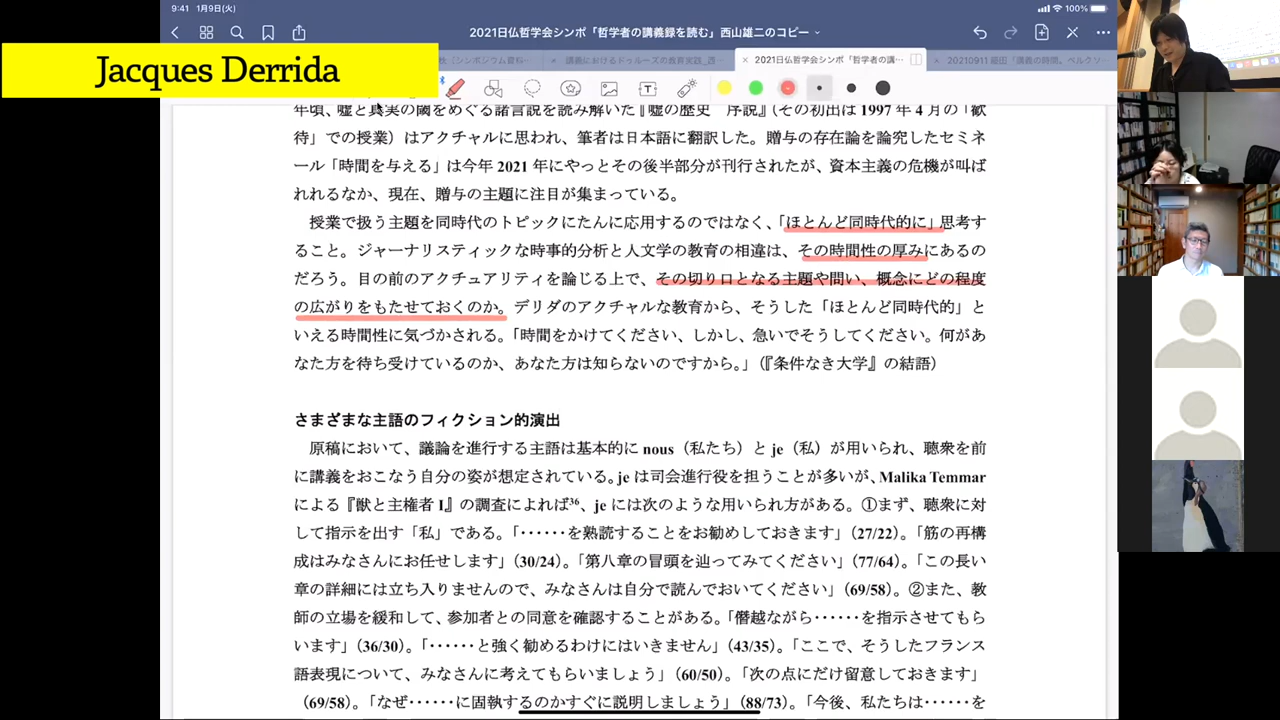 9:41 1月9日(火)
100%
2021日仏哲学会シンポ「哲学者の講義録を読む」西山雄二のコピー
Jacques Derrida
講義におけるドゥルーズの教育実践_西…
2021日仏哲学会シンポ「哲学者の講…
20210911 細田「講義の時間。ベルクソ…
年頃、嘘と真実の閾をめぐる諸言説を読み解いた『嘘の歴史 序説』（その初出は 1997 年 4 月の「歓
待」での授業）はアクチャルに思われ、筆者は日本語に翻訳した。贈与の存在論を論究したセミネ
ール「時間を与える」は今年 2021 年にやっとその後半部分が刊行されたが、資本主義の危機が叫ば
れれるなか、現在、贈与の主題に注目が集まっている。
授業で扱う主題を同時代のトピックにたんに応用するのではなく、「ほとんど同時代的に」思考す
ること。ジャーナリスティックな時事的分析と人文学の教育の相違は、その時間性の厚みにあるの
だろう。目の前のアクチュアリティを論じる上で、その切り口となる主題や問い、概念にどの程度
の広がりをもたせておくのか。デリダのアクチャルな教育から、そうした「ほとんど同時代的」と
いえる時間性に気づかされる。「時間をかけてください、しかし、急いでそうしてください。何があ
なた方を待ち受けているのか、あなた方は知らないのですから。」（『条件なき大学』の結語）
さまざまな主語のフィクション的演出
原稿において、議論を進行する主語は基本的に nous（私たち）と je（私）が用いられ、聴衆を前
に講義をおこなう自分の姿が想定されている。je は司会進行役を担うことが多いが、Malika Temmar
による『獣と主権者 I』の調査によれば³⁶、je には次のような用いられ方がある。①まず、聴衆に対
して指示を出す「私」である。「‥‥‥を熟読することをお勧めしておきます」（27/22）。「筋の再構
成はみなさんにお任せします」（30/24）。「第八章の冒頭を辿ってみてください」（77/64）。「この長い
章の詳細には立ち入りませんので、みなさんは自分で読んでおいてください」（69/58）。②また、教
師の立場を緩和して、参加者との同意を確認することがある。「僭越ながら‥‥‥を指示させてもら
います」（36/30）。「‥‥‥と強く勧めるわけにはいきません」（43/35）。「ここで、そうしたフランス
語表現について、みなさんに考えてもらいましょう」（60/50）。「次の点にだけ留意しておきます」
（69/58）。「なぜ‥‥‥に固執するのかすぐに説明しましょう」（88/73）。「今後、私たちは‥‥‥を